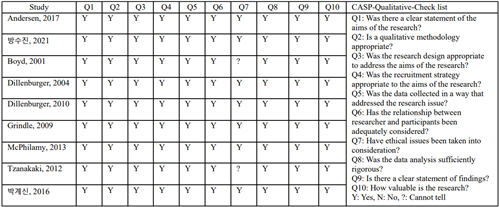 Study Q1 Q2 Q3 Q4 Q5 Q6 Q7 Q8 Q9 Q10 CASP-Qualitative-Check list
Andersen, 2017 Y Y Y Y Y Y Y Y Y Y
방수진, 2021 Y Y Y Y Y Y Y Y Y Y
Boyd, 2001 Y Y Y Y Y Y ? Y Y Y
Dillenburger, 2004 Y Y Y Y Y Y Y Y Y Y
Dillenburger, 2010 Y Y Y Y Y Y Y Y Y Y
Grindle, 2009 Y Y Y Y Y Y Y Y Y Y
McPhilamy, 2013 Y Y Y Y Y Y Y Y Y Y
Tzanakaki, 2012 Y Y Y Y Y Y ? Y Y Y
박계신, 2016 Y Y Y Y Y Y Y Y Y Y
Q1: Was there a clear statement of the
aims of the research?
Q2: Is a qualitative methodology
appropriate?
Q3: Was the research design appropriate
to address the aims of the research?
Q4: Was the recruitment strategy
appropriate to the aims of the research?
Q5: Was the data collected in a way that
addressed the research issue?
Q6: Has the relationship between
researcher and participants been
adequately considered?
Q7: Have ethical issues been taken into
consideration?
Q8: Was the data analysis sufficiently
rigorous?
Q9: Is there a clear statement of findings?
Q10: How valuable is the research?
Y: Yes, N: No, ?: Cannot tell